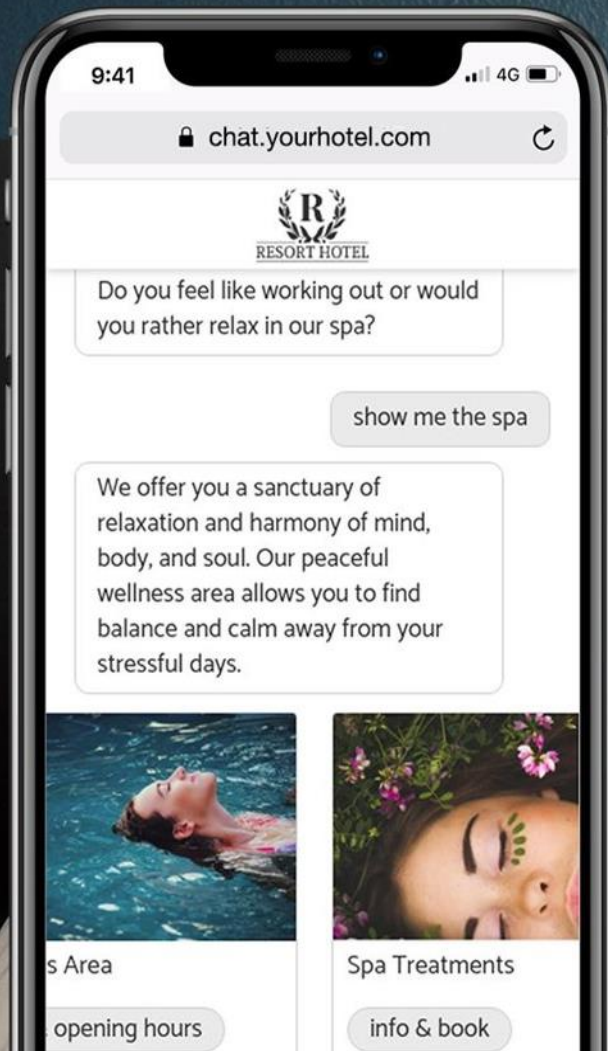 9:41
4G
chat.yourhotel.com
R
RESORT HOTEL
Do you feel like working out or would
you rather relax in our spa?
show me the spa
We offer you a sanctuary of
relaxation and harmony of mind,
body, and soul. Our peaceful
wellness area allows you to find
balance and calm away from your
stressful days.
s Area
Spa Treatments
opening hours
info & book